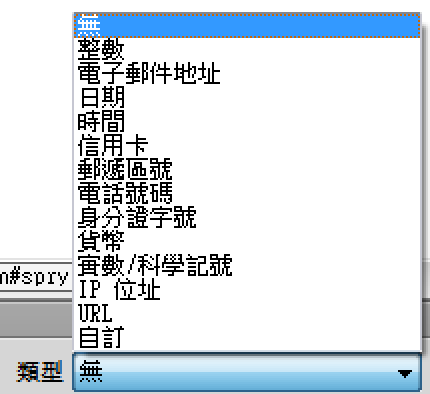 無
整數
電子郵件地址
日期
時間
信用卡
郵遞區號
電話號碼
身分證字號
貨幣
實數/科學記號
IP 位址
URL
自訂
n#spry
類型 無